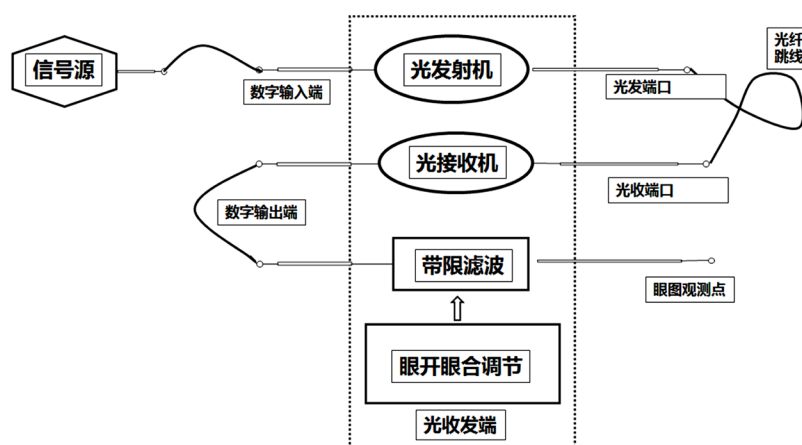 信号源
数字输入端
光发射机
光发端口
光纤
跳线
光接收机
光收端口
数字输出端
带限滤波
眼图观测点
眼开眼合调节
光收发端